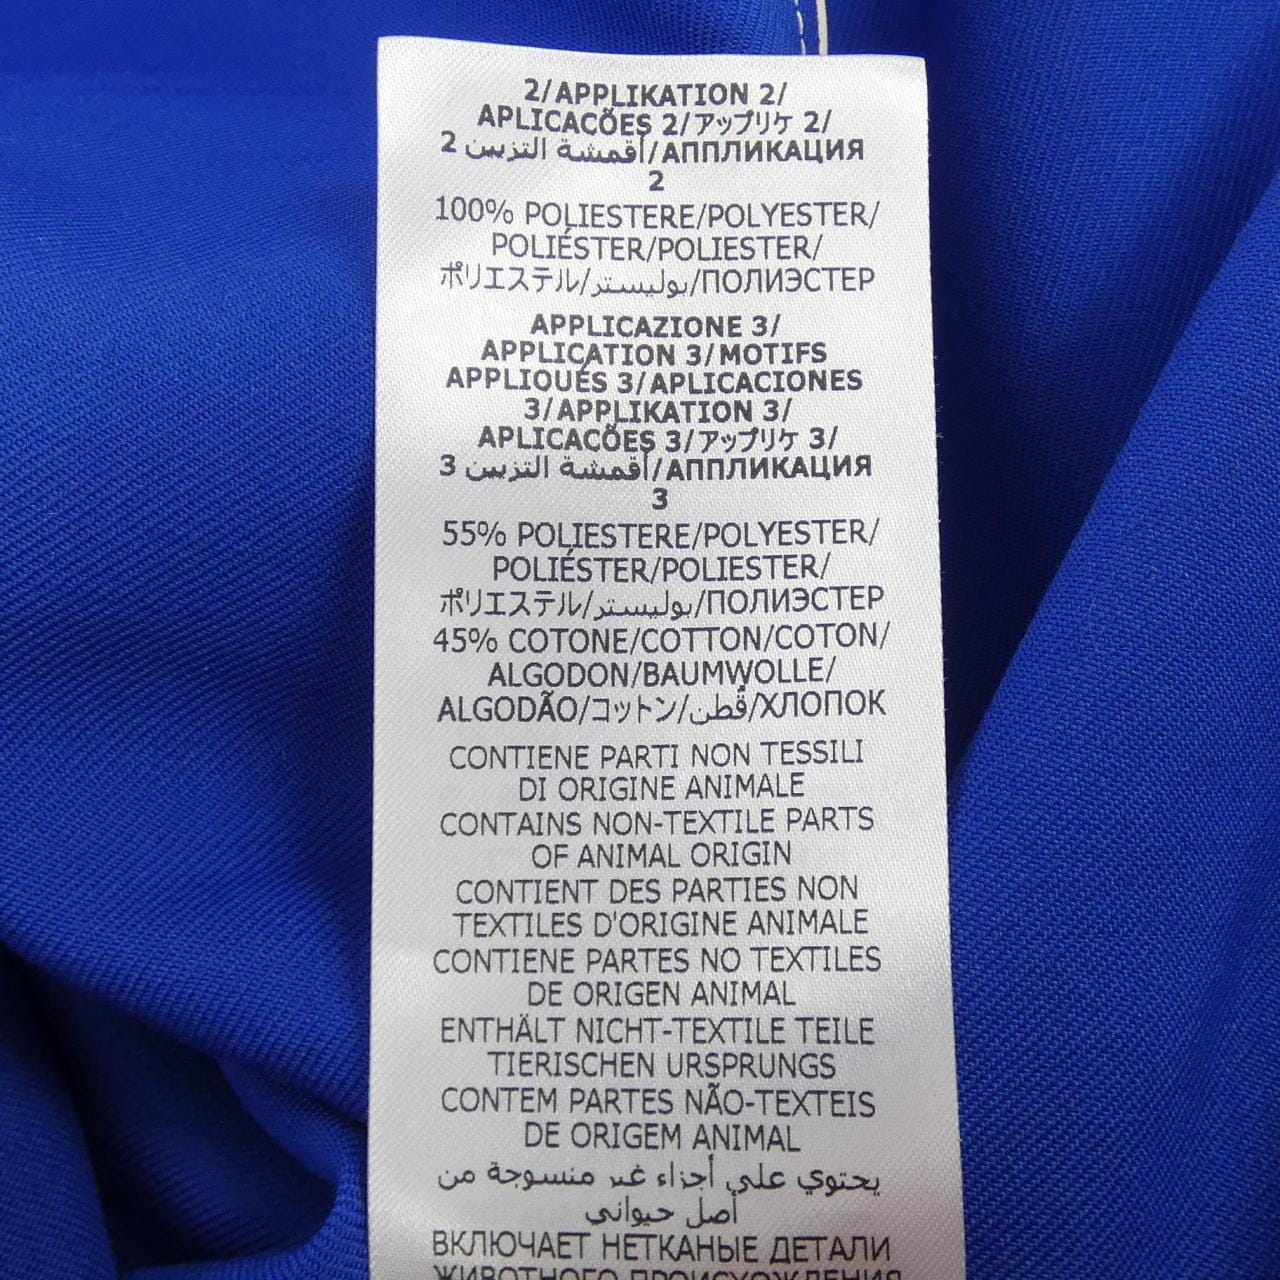 2/APPLIKATION 2/
APLICACÕES 2/アップリケ 2/
أقمشة التزيين 2/АППЛИКАЦИЯ
2
100% POLIESTERE/POLYESTER/
POLIÉSTER/POLIESTER/
ポリエステル/بوليستر/ПОЛИЭСТЕР
APPLICAZIONE 3/
APPLICATION 3/MOTIFS
APPLIQUÉS 3/APLICACIONES
3/APPLIKATION 3/
APLICACÕES 3/アップリケ 3/
أقمشة التزيين 3/АППЛИКАЦИЯ
3
55% POLIESTERE/POLYESTER/
POLIÉSTER/POLIESTER/
ポリエステル/بوليستر/ПОЛИЭСТЕР
45% COTONE/COTTON/COTON/
ALGODON/BAUMWOLLE/
ALGODÃO/コットン/قطن/ХЛОПОК
CONTIENE PARTI NON TESSILI
DI ORIGINE ANIMALE
CONTAINS NON-TEXTILE PARTS
OF ANIMAL ORIGIN
CONTIENT DES PARTIES NON
TEXTILES D'ORIGINE ANIMALE
CONTIENE PARTES NO TEXTILES
DE ORIGEN ANIMAL
ENTHÄLT NICHT-TEXTILE TEILE
TIERISCHEN URSPRUNGS
CONTEM PARTES NÃO-TEXTEIS
DE ORIGEM ANIMAL
يحتوي على أجزاء غير منسوجة من
أصل حيواني
ВКЛЮЧАЕТ НЕТКАНЫЕ ДЕТАЛИ
ЖИВОТНОГО ПРОИСХОЖДЕНИЯ